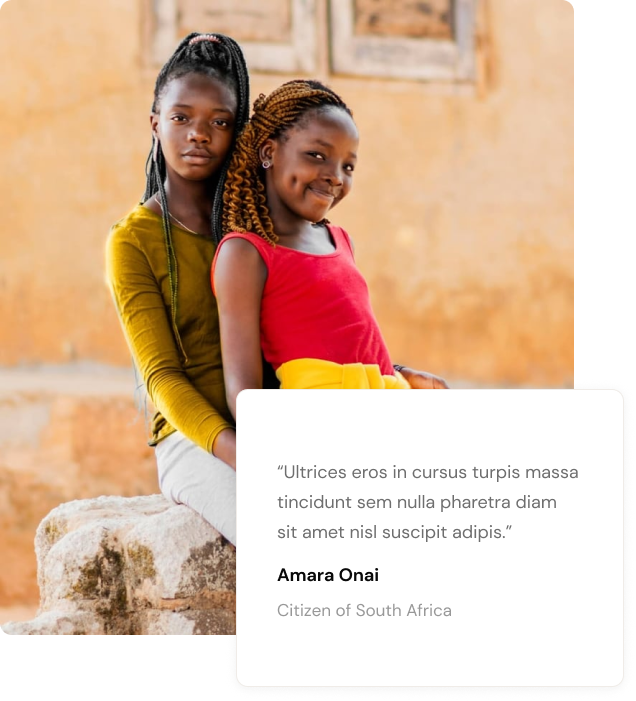 “Ultrices eros in cursus turpis massa
tincidunt sem nulla pharetra diam
sit amet nisl suscipit adipis.”
Amara Onai
Citizen of South Africa